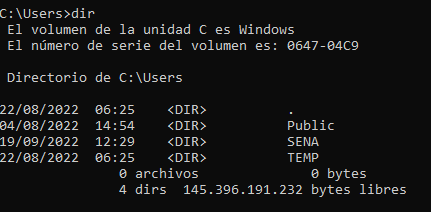 C:\Users>dir
El volumen de la unidad C es Windows
El número de serie del volumen es: 0647-04C9
Directorio de C:\Users
22/08/2022 06:25 <DIR> .
04/08/2022 14:54 <DIR> Public
19/09/2022 12:29 <DIR> SENA
22/08/2022 06:25 <DIR> TEMP
0 archivos 0 bytes
4 dirs 145.396.191.232 bytes libres